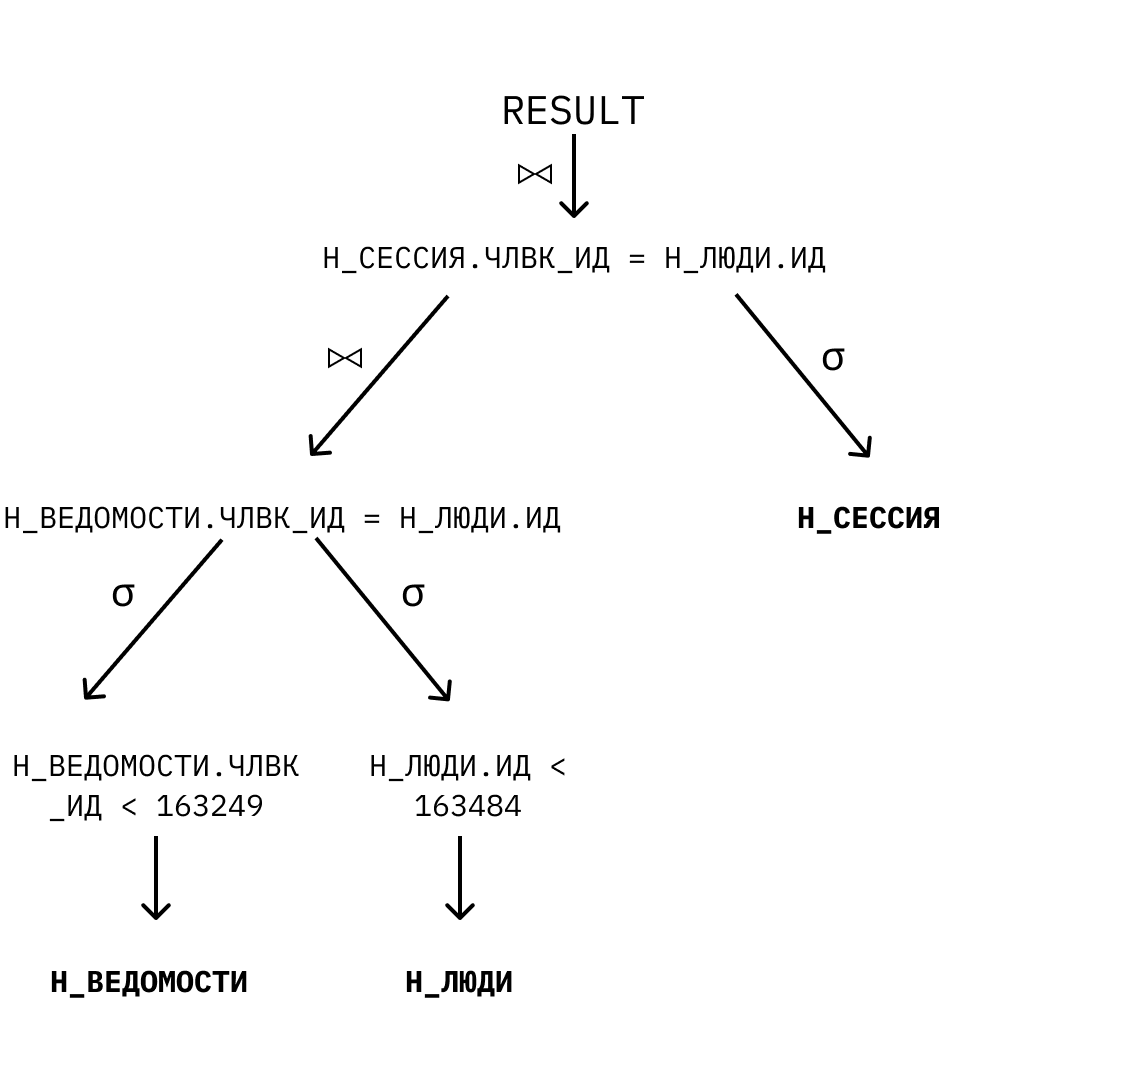 RESULT
⋈
Н_СЕССИЯ.ЧЛВК_ИД = Н_ЛЮДИ.ИД
⋈
σ
Н_ВЕДОМОСТИ.ЧЛВК_ИД = Н_ЛЮДИ.ИД
Н_СЕССИЯ
σ
σ
Н_ВЕДОМОСТИ.ЧЛВК
_ИД < 163249
Н_ЛЮДИ.ИД <
163484
Н_ВЕДОМОСТИ
Н_ЛЮДИ